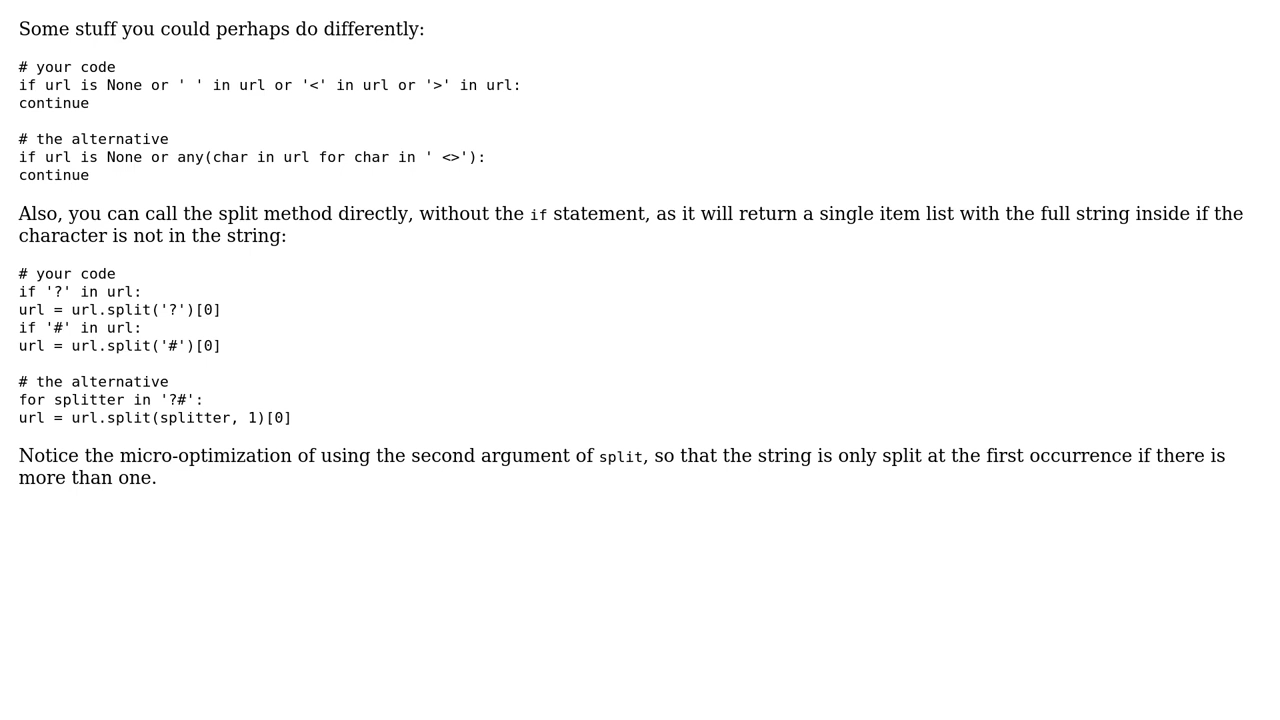 Some stuff you could perhaps do differently:
# your code
if url is None or ' ' in url or '<' in url or '>' in url:
continue
# the alternative
if url is None or any(char in url for char in ' <>'):
continue
Also, you can call the split method directly, without the if statement, as it will return a single item list with the full string inside if the
character is not in the string:
# your code
if '?' in url:
url = url.split('?')[0]
if '#' in url:
url = url.split('#')[0]
# the alternative
for splitter in '?#':
url = url.split(splitter, 1)[0]
Notice the micro-optimization of using the second argument of split, so that the string is only split at the first occurrence if there is
more than one.